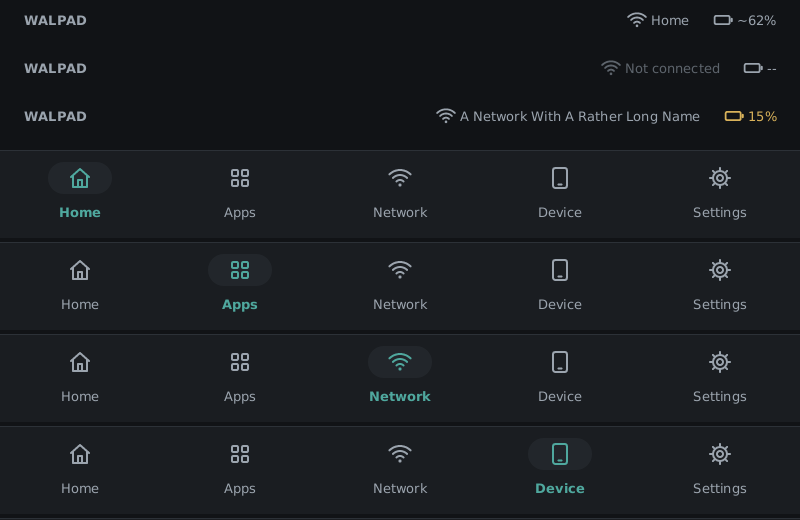 WALPAD Home ~62%
WALPAD Not connected --
WALPAD A Network With A Rather Long Name 15%
Home Apps Network Device Settings
Home Apps Network Device Settings
Home Apps Network Device Settings
Home Apps Network Device Settings